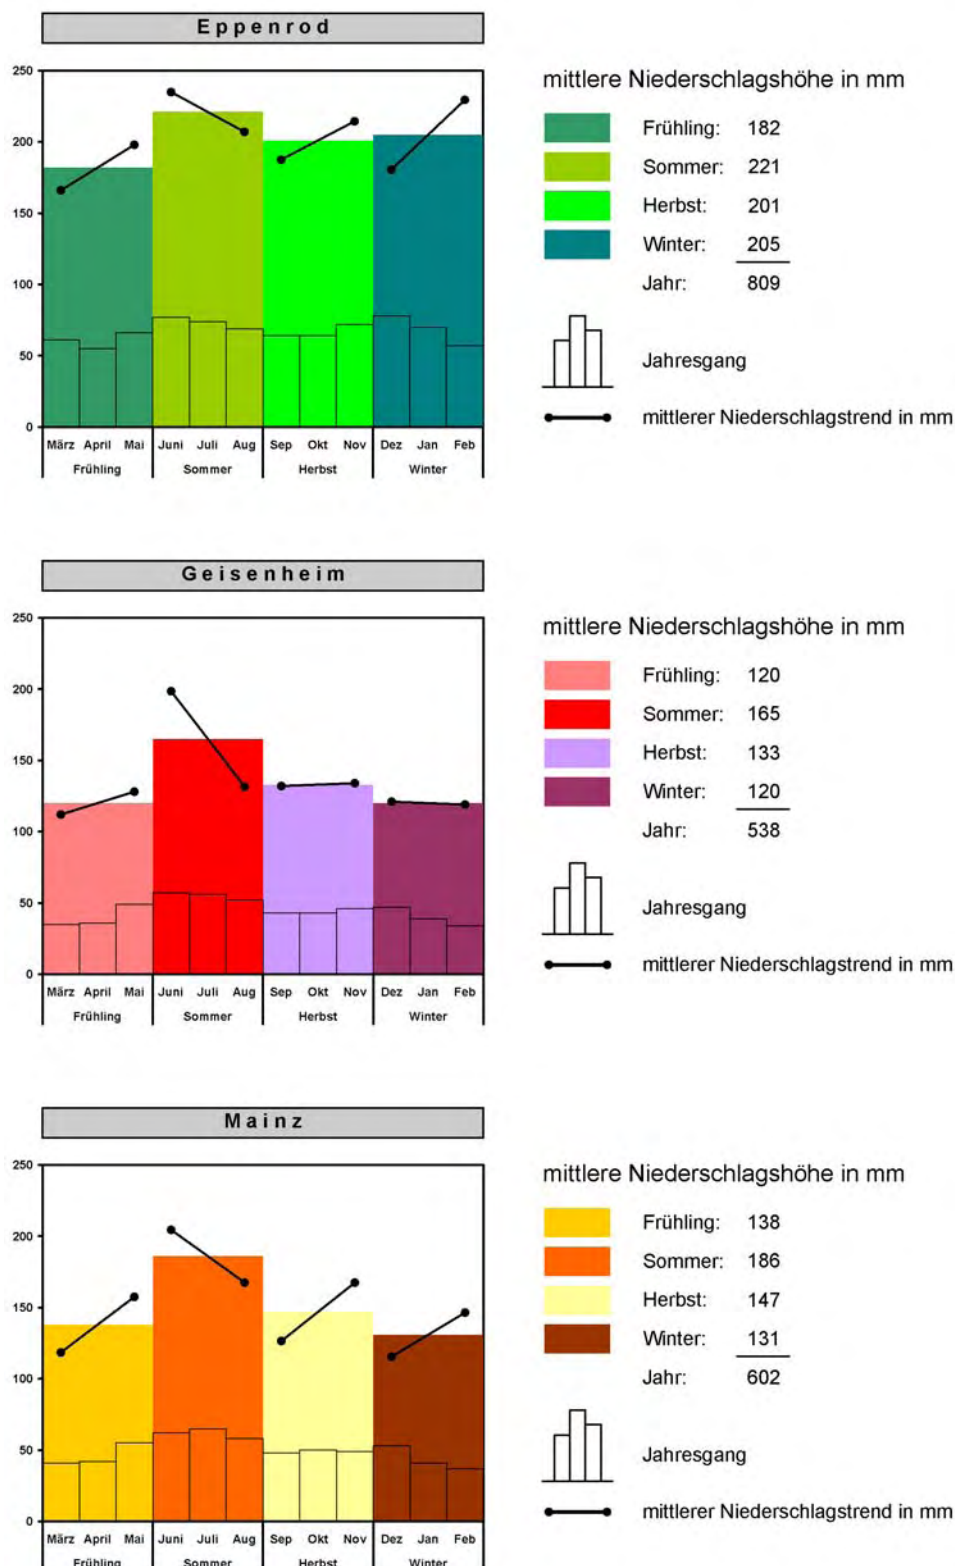 Eppenrod
250
200
150
100
50
0
März April Mai Juni Juli Aug Sep Okt Nov Dez Jan Feb
Frühling Sommer Herbst Winter
mittlere Niederschlagshöhe in mm
Frühling: 182
Sommer: 221
Herbst: 201
Winter: 205
Jahr: 809
Jahresgang
mittlerer Niederschlagstrend in mm
Geisenheim
250
200
150
100
50
0
März April Mai Juni Juli Aug Sep Okt Nov Dez Jan Feb
Frühling Sommer Herbst Winter
mittlere Niederschlagshöhe in mm
Frühling: 120
Sommer: 165
Herbst: 133
Winter: 120
Jahr: 538
Jahresgang
mittlerer Niederschlagstrend in mm
Mainz
250
200
150
100
50
0
März April Mai Juni Juli Aug Sep Okt Nov Dez Jan Feb
Frühling Sommer Herbst Winter
mittlere Niederschlagshöhe in mm
Frühling: 138
Sommer: 186
Herbst: 147
Winter: 131
Jahr: 602
Jahresgang
mittlerer Niederschlagstrend in mm